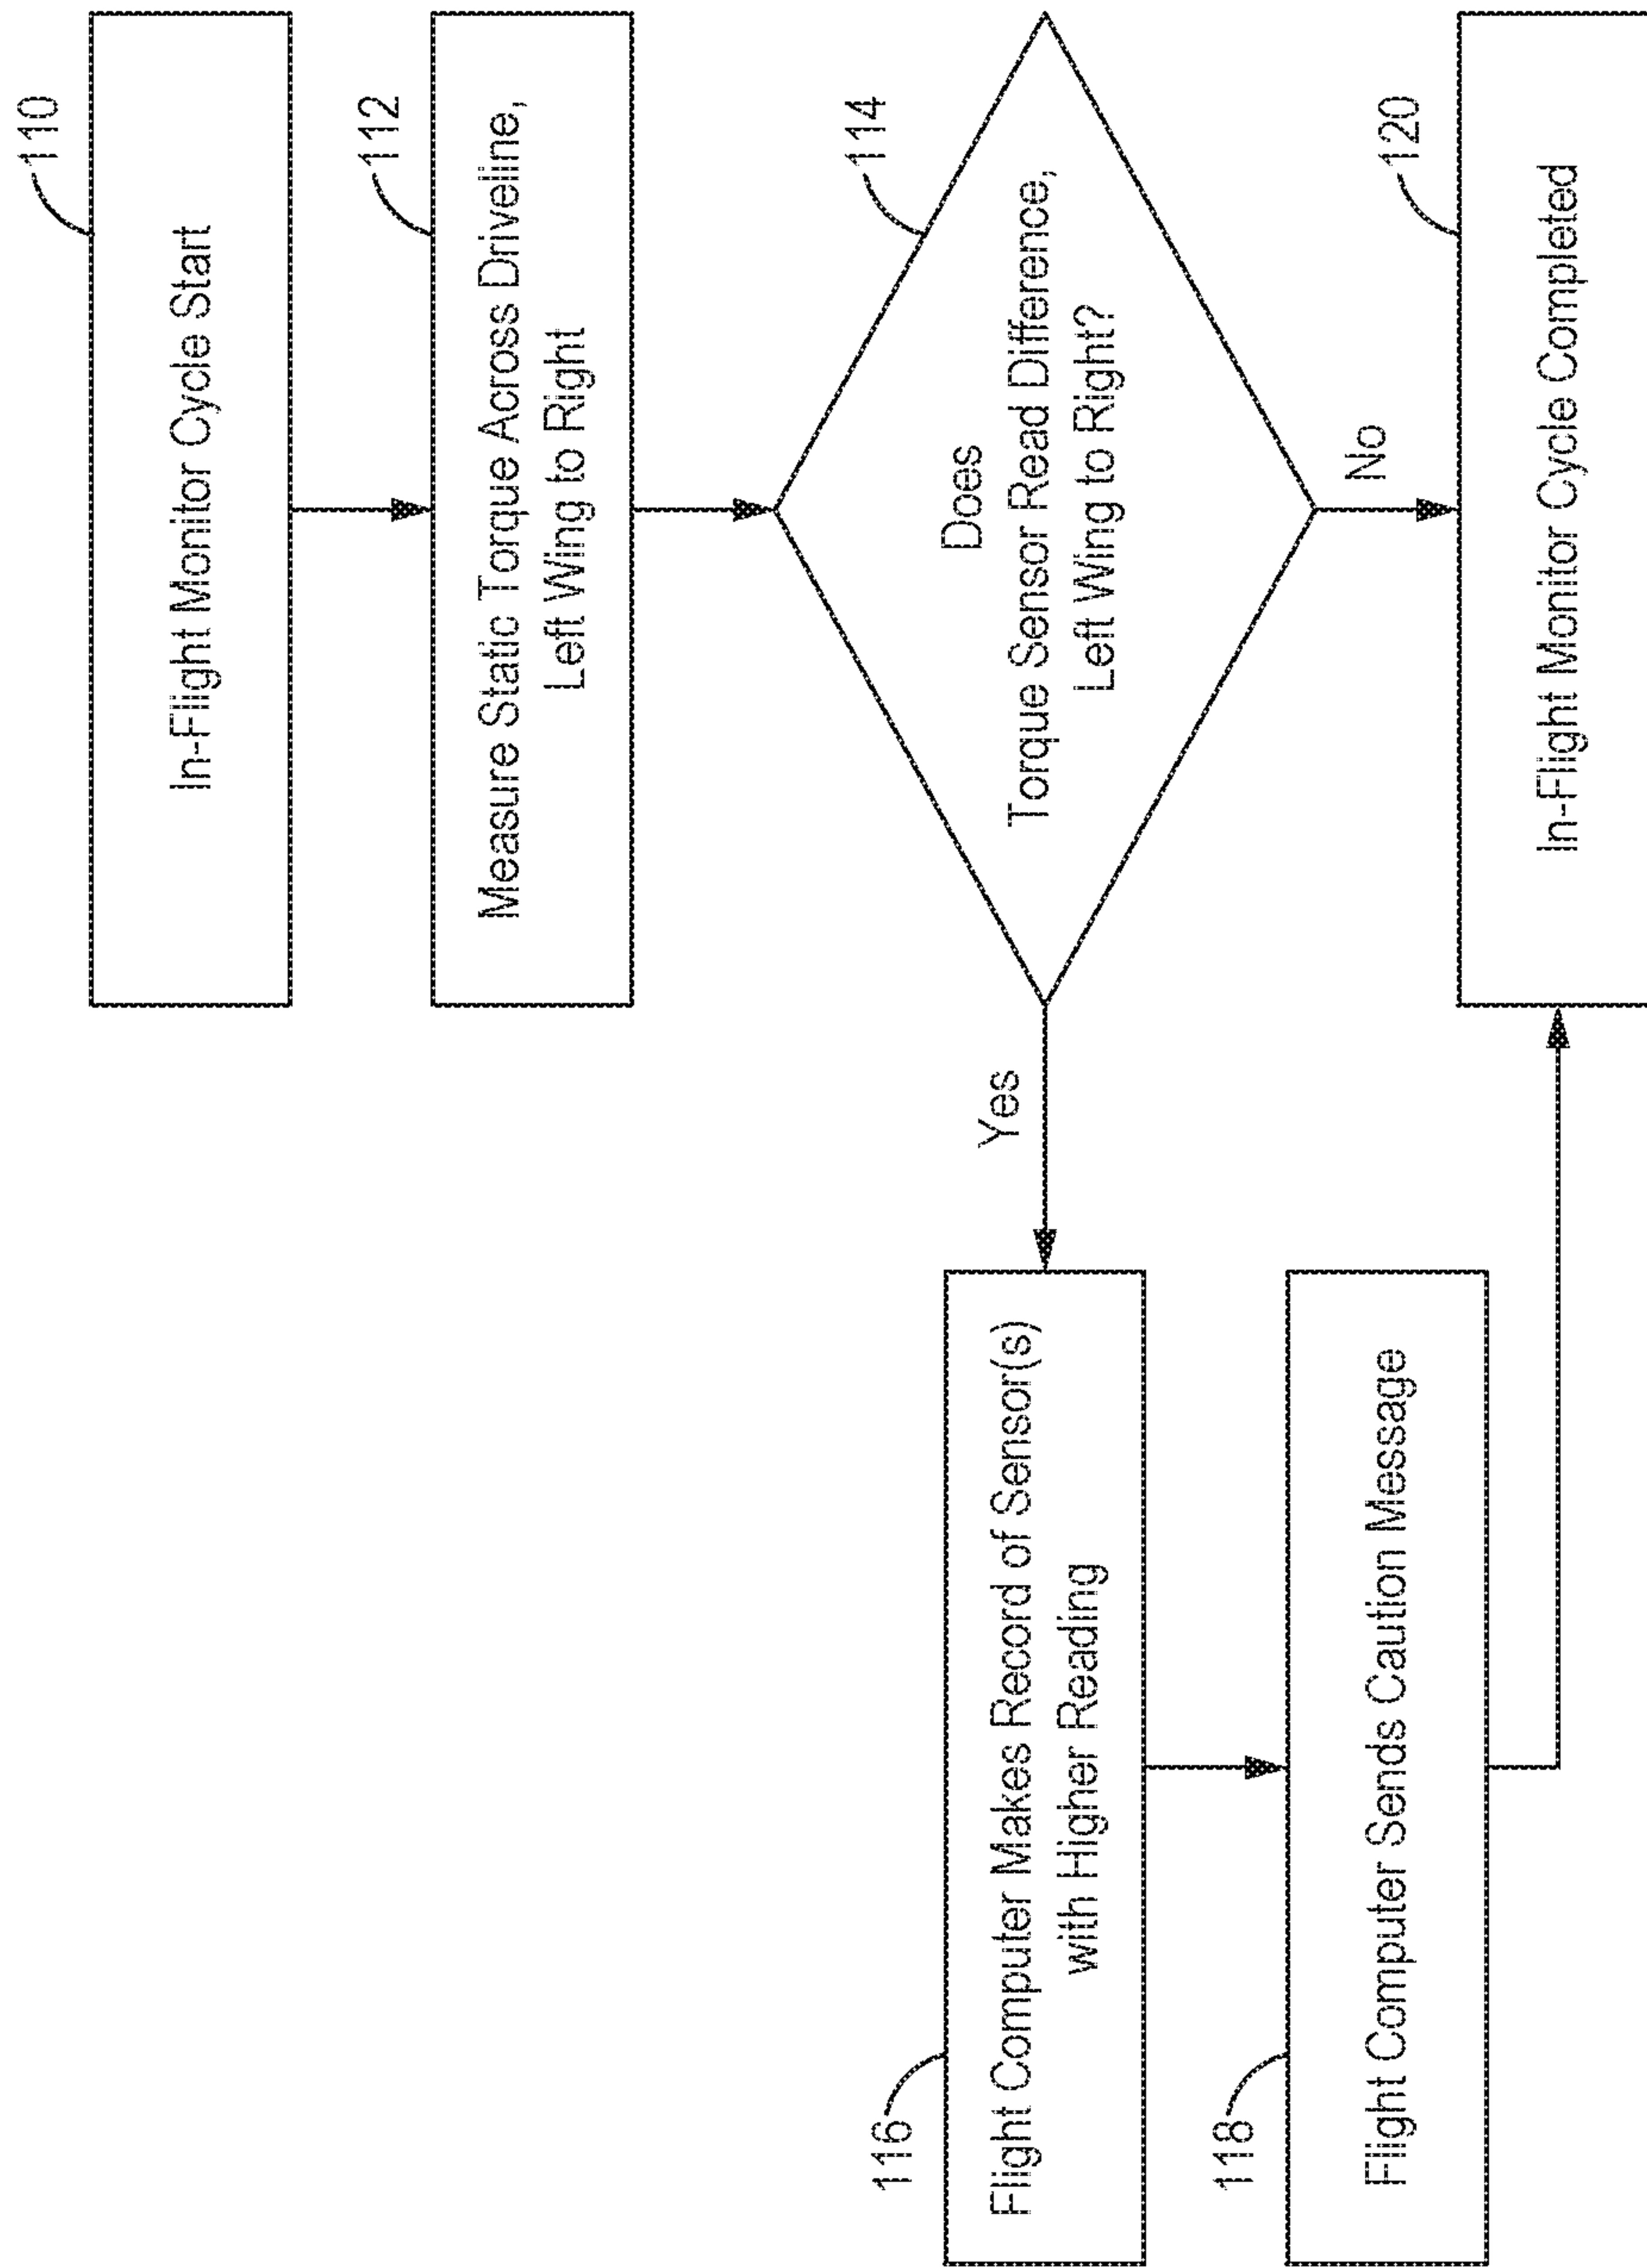 110
In-Flight Monitor Cycle Start
112
Measure Static Torque Across Driveline,
Left Wing to Right
114
Does
Torque Sensor Read Difference,
Left Wing to Right?
Yes
No
116
Flight Computer Makes Record of Sensor(s)
with Higher Reading
118
Flight Computer Sends Caution Message
120
In-Flight Monitor Cycle Completed